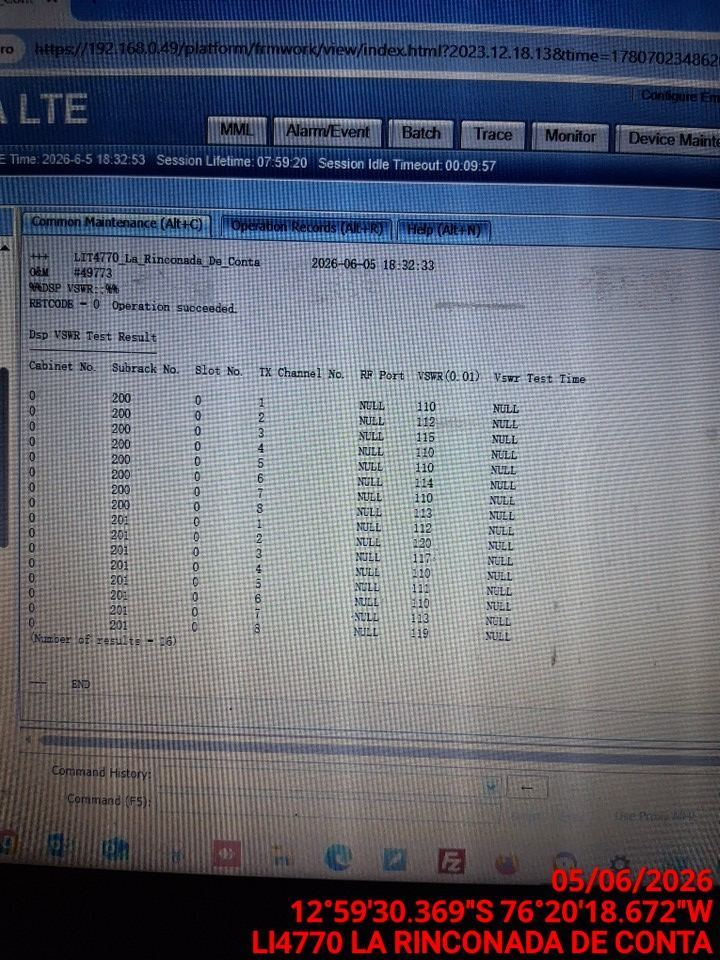 https://192.168.0.49/platform/frmwork/view/index.html?2023.12.18.13&time=178070234862
LTE
MML Alarm/Event Batch Trace Monitor Device Mainte
E Time: 2026-6-5 18:32:53 Session Lifetime: 07:59:20 Session Idle Timeout: 00:09:57
Common Maintenance (Alt+C) Operation Records (Alt+R) Help (Alt+N)
+++ LIT4770_La_Rinconada_De_Conta 2026-06-05 18:32:33
O&M #49773
%%DSP VSWR:;%%
RETCODE = 0 Operation succeeded.
Dsp VSWR Test Result
Cabinet No. Subrack No. Slot No. TX Channel No. RF Port VSWR(0.01) Vswr Test Time
0 200 0 1 NULL 110 NULL
0 200 0 2 NULL 112 NULL
0 200 0 3 NULL 115 NULL
0 200 0 4 NULL 110 NULL
0 200 0 5 NULL 110 NULL
0 200 0 6 NULL 114 NULL
0 200 0 7 NULL 110 NULL
0 200 0 8 NULL 113 NULL
0 201 0 1 NULL 112 NULL
0 201 0 2 NULL 120 NULL
0 201 0 3 NULL 117 NULL
0 201 0 4 NULL 110 NULL
0 201 0 5 NULL 111 NULL
0 201 0 6 NULL 110 NULL
0 201 0 7 NULL 113 NULL
0 201 0 8 NULL 119 NULL
(Number of results = 16)
--- END
Command History:
Command (F5):
05/06/2026
12°59'30.369"S 76°20'18.672"W
LI4770 LA RINCONADA DE CONTA